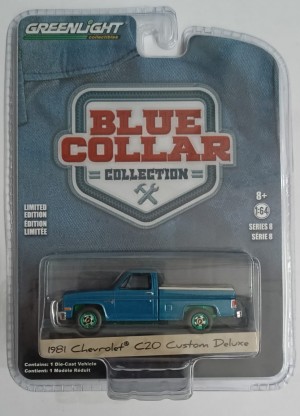 GREENLIGHT
collectibles
BLUE
COLLAR
COLLECTION
LIMITED
EDITION
ÉDITION
LIMITÉE
8+
1:64
SERIES 8
SÉRIE 8
1981 Chevrolet® C20 Custom Deluxe
Contains: 1 Die-Cast Vehicle
Contient: 1 Modèle Réduit